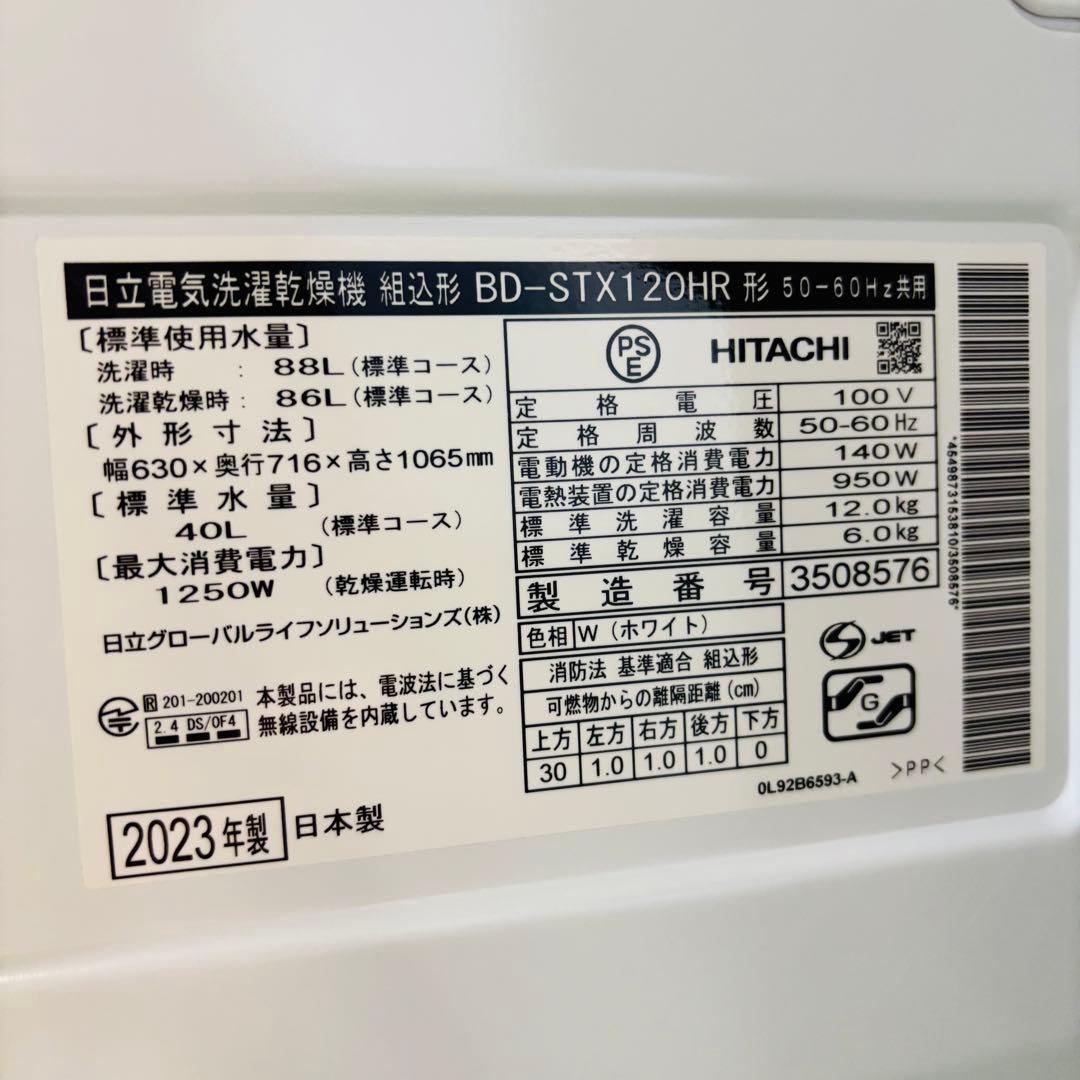 日立電気洗濯乾燥機 組込形 BD-STX120HR 形 50-60Hz共用
〔標準使用水量〕
洗濯時 : 88L(標準コース)
洗濯乾燥時: 86L(標準コース)
〔外形寸法〕
幅630×奥行716×高さ1065mm
〔標準水量〕
40L (標準コース)
〔最大消費電力〕
1250W (乾燥運転時)
日立グローバルライフソリューションズ(株)
R 201-200201
2.4 DS/OF4
本製品には、電波法に基づく
無線設備を内蔵しています。
2023年製 日本製
PSE HITACHI
定格電圧 100V
定格周波数 50-60Hz
電動機の定格消費電力 140W
電熱装置の定格消費電力 950W
標準洗濯容量 12.0kg
標準乾燥容量 6.0kg
製造番号 3508576
色相 W(ホワイト)
消防法 基準適合 組込形
可燃物からの離隔距離(cm)
上方 左方 右方 後方 下方
30 1.0 1.0 1.0 0
S JET
G
0L92B6593-A >PP<
*4549873153810/3508576*